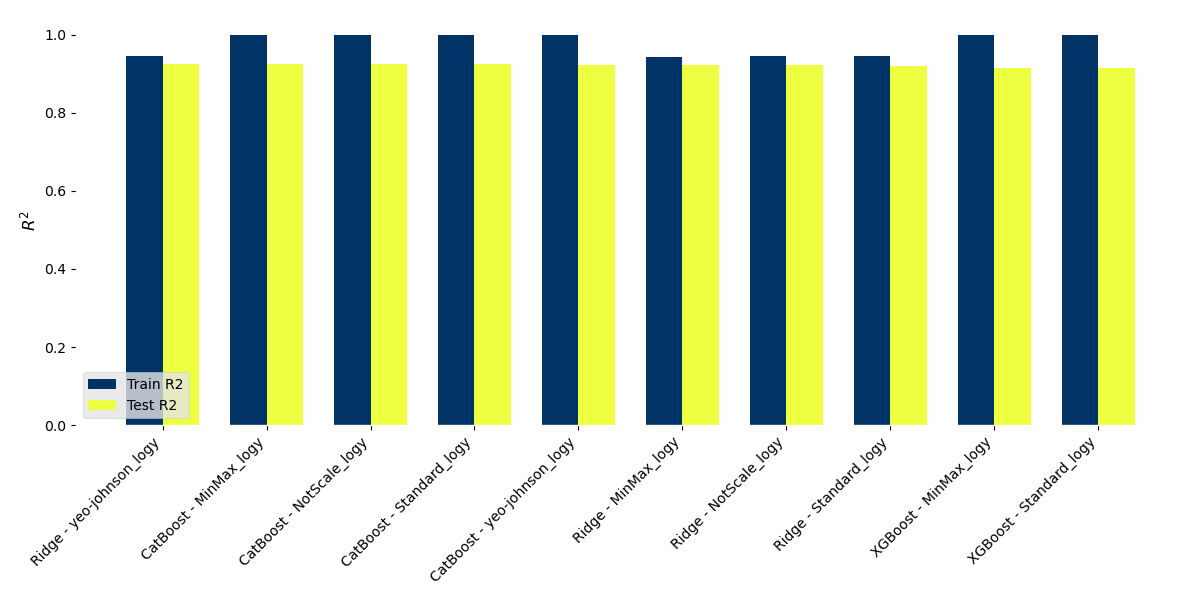 1.0
0.8
0.6
0.4
0.2
0.0
R²
Train R2
Test R2
Ridge - yeo-johnson_logy
CatBoost - MinMax_logy
CatBoost - NotScale_logy
CatBoost - Standard_logy
CatBoost - yeo-johnson_logy
Ridge - MinMax_logy
Ridge - NotScale_logy
Ridge - Standard_logy
XGBoost - MinMax_logy
XGBoost - Standard_logy